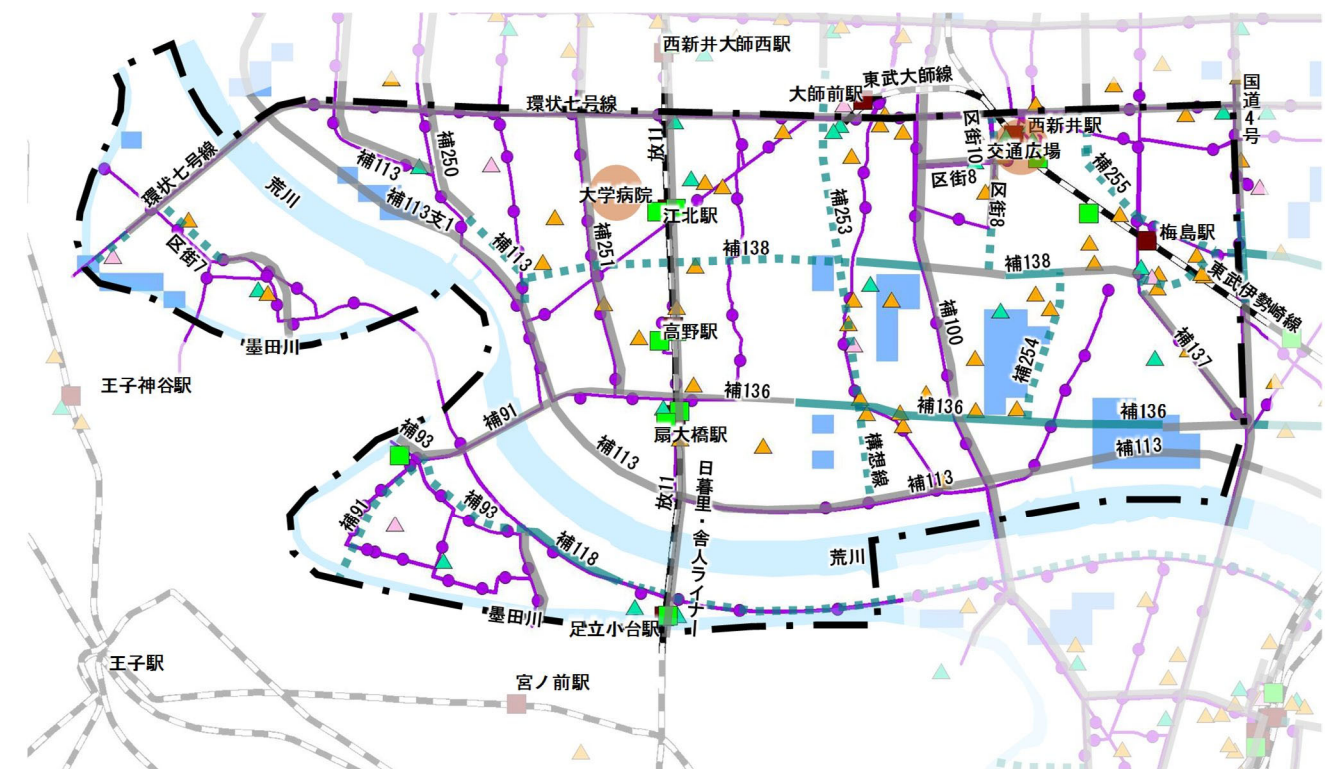 西新井大師西駅
東武大師線
大師前駅
国道4号
環状七号線
放11
区街10
西新井駅
交通広場
補250
補113
環状七号線
荒川
大学病院
区街8
補255
補113支1
江北駅
補253
区街8
梅島駅
区街7
補113
補251
補138
補138
東武伊勢崎線
高野駅
補100
補254
補137
墨田川
王子神谷駅
補136
補136
補136
補93
補91
扇大橋駅
補113
構想線
補113
補113
補91
補93
放11
日暮里・舎人ライナー
補118
荒川
墨田川
足立小台駅
王子駅
宮ノ前駅